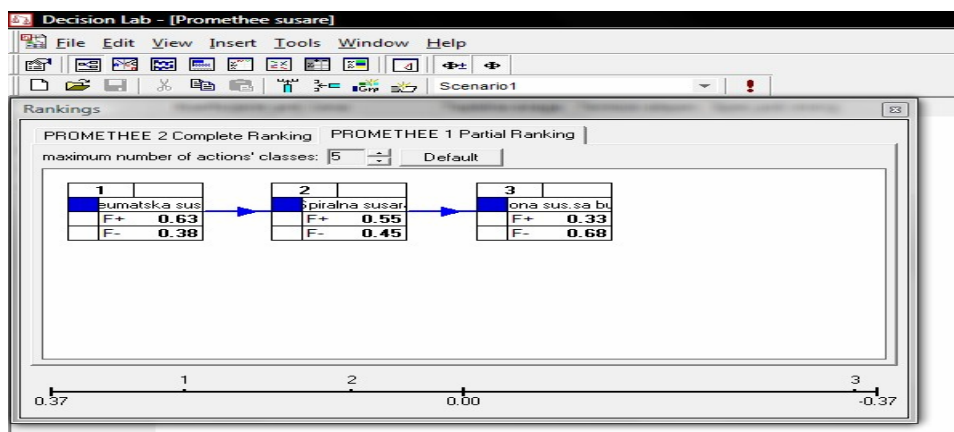 Decision Lab - [Promethee susare]
File Edit View Insert Tools Window Help
Scenario1
Rankings
PROMETHEE 2 Complete Ranking PROMETHEE 1 Partial Ranking
maximum number of actions' classes: 5 Default
1 2 3
eumatska sus Spiralna susar ona sus.sa bu
F+ 0.63 F+ 0.55 F+ 0.33
F- 0.38 F- 0.45 F- 0.68
1 2 3
0.37 0.00 -0.37